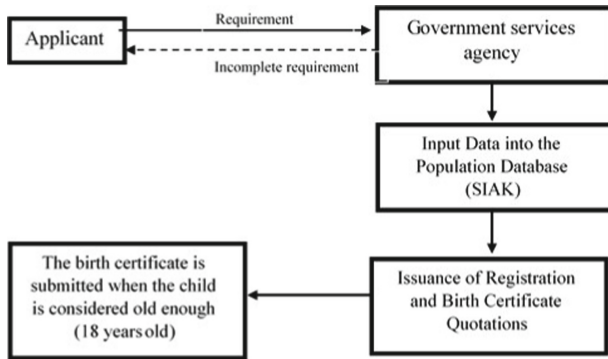 Applicant
Requirement
Incomplete requirement
Government services
agency
Input Data into the
Population Database
(SIAK)
Issuance of Registration
and Birth Certificate
Quotations
The birth certificate is
submitted when the child
is considered old enough
(18 years old)